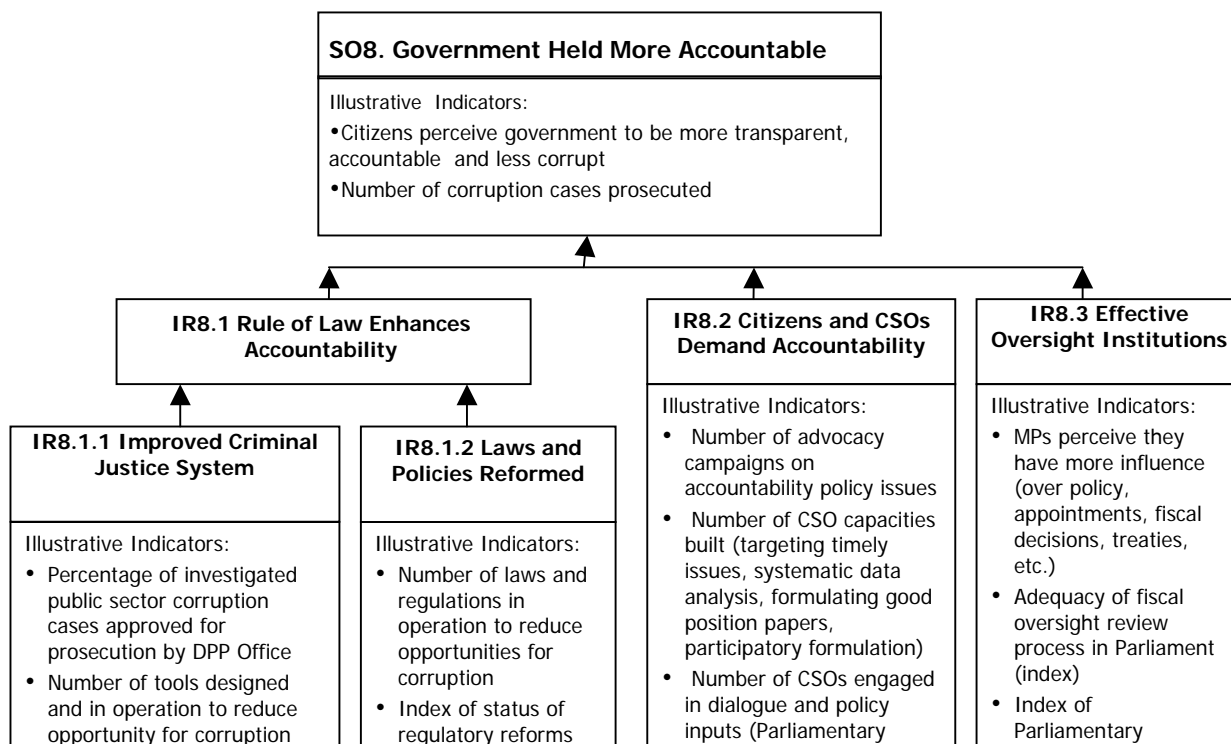 SO8. Government Held More Accountable
Illustrative Indicators:
•Citizens perceive government to be more transparent,
accountable and less corrupt
•Number of corruption cases prosecuted
IR8.1 Rule of Law Enhances
Accountability
IR8.2 Citizens and CSOs
Demand Accountability
IR8.3 Effective
Oversight Institutions
IR8.1.1 Improved Criminal
Justice System
Illustrative Indicators:
• Percentage of investigated
public sector corruption
cases approved for
prosecution by DPP Office
• Number of tools designed
and in operation to reduce
opportunity for corruption
IR8.1.2 Laws and
Policies Reformed
Illustrative Indicators:
• Number of laws and
regulations in
operation to reduce
opportunities for
corruption
• Index of status of
regulatory reforms
Illustrative Indicators:
• Number of advocacy
campaigns on
accountability policy issues
• Number of CSO capacities
built (targeting timely
issues, systematic data
analysis, formulating good
position papers,
participatory formulation)
• Number of CSOs engaged
in dialogue and policy
inputs (Parliamentary
Illustrative Indicators:
• MPs perceive they
have more influence
(over policy,
appointments, fiscal
decisions, treaties,
etc.)
• Adequacy of fiscal
oversight review
process in Parliament
(index)
• Index of
Parliamentary